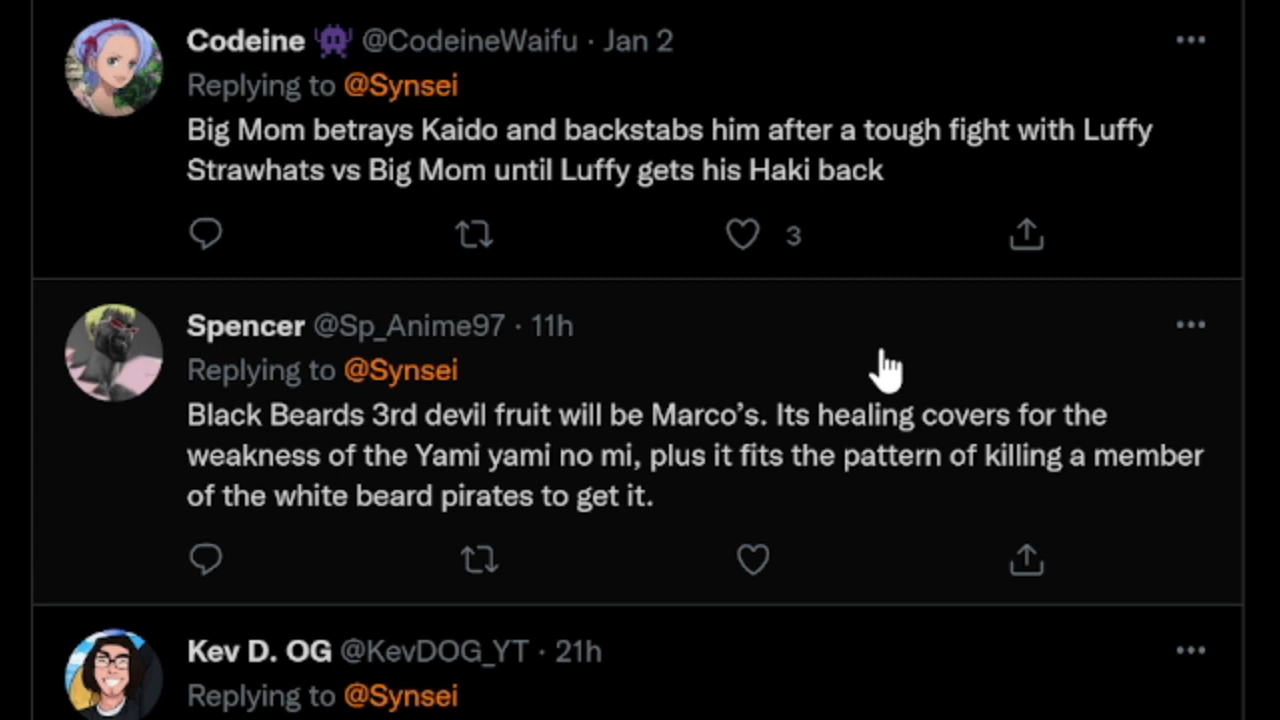 Codeine 👾 @CodeineWaifu · Jan 2
Replying to @Synsei
Big Mom betrays Kaido and backstabs him after a tough fight with Luffy
Strawhats vs Big Mom until Luffy gets his Haki back
3
Spencer @Sp_Anime97 · 11h
Replying to @Synsei
Black Beards 3rd devil fruit will be Marco’s. Its healing covers for the
weakness of the Yami yami no mi, plus it fits the pattern of killing a member
of the white beard pirates to get it.
Kev D. OG @KevDOG_YT · 21h
Replying to @Synsei